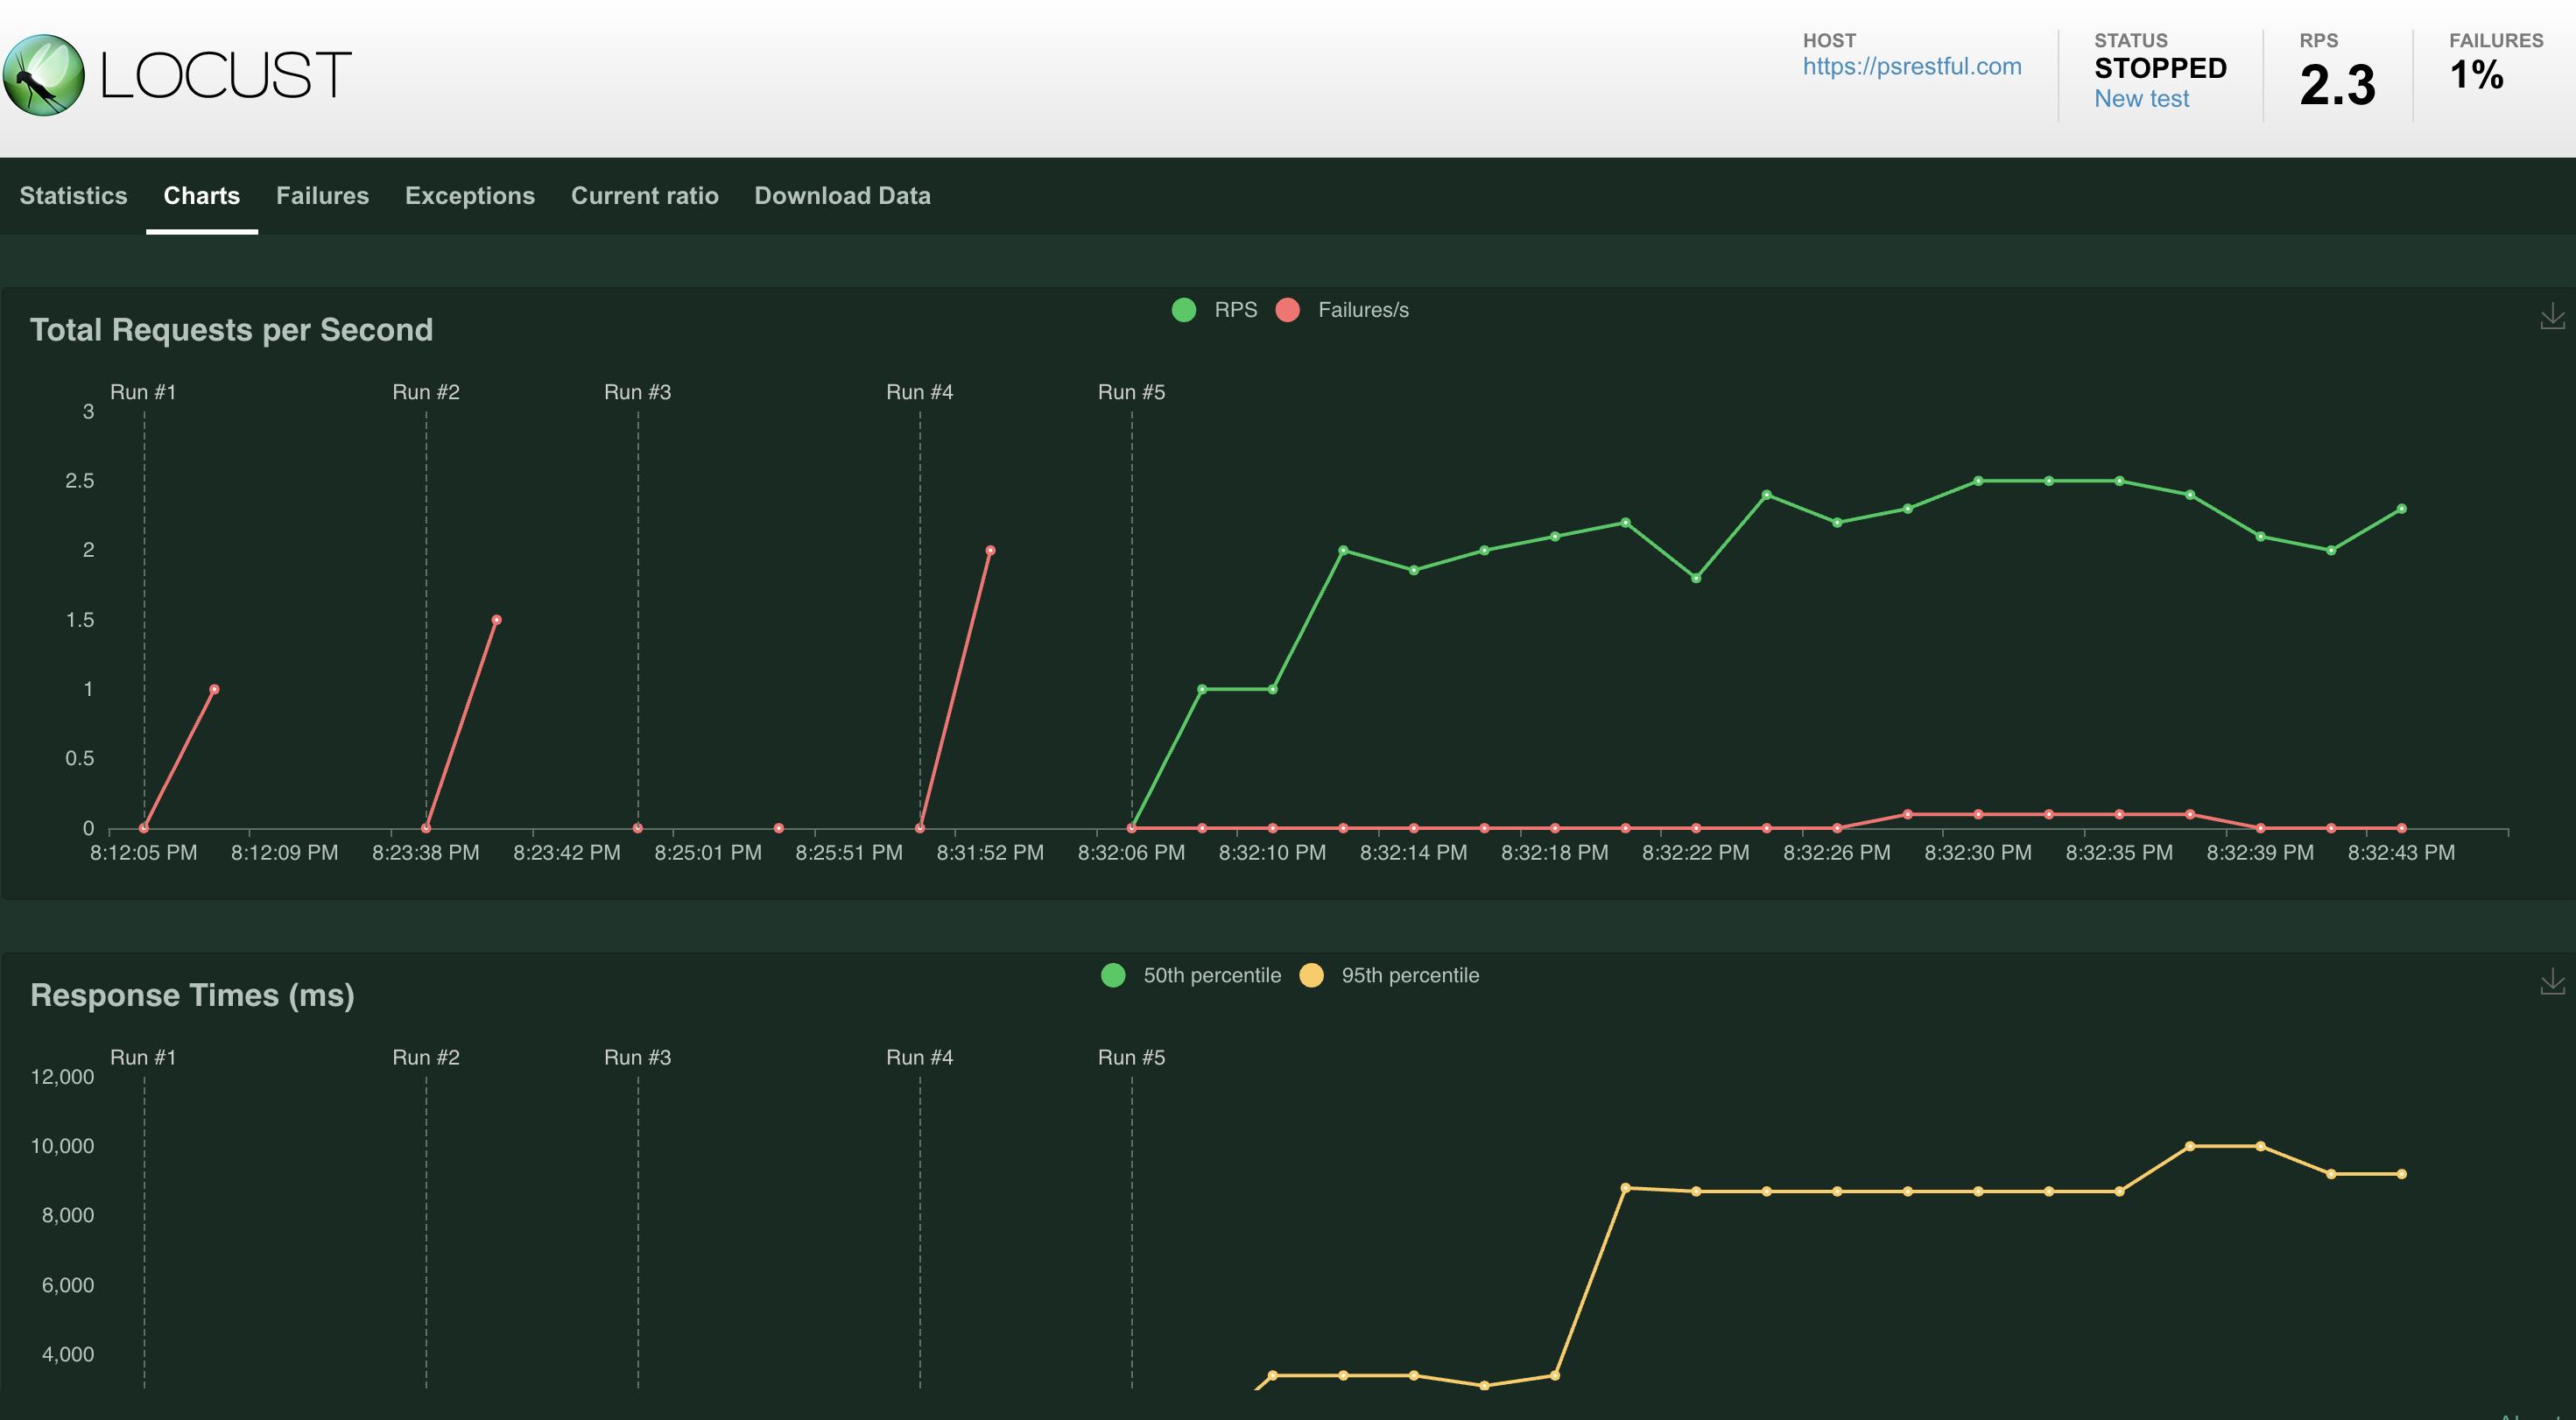 LOCUST
HOST
https://psrestful.com
STATUS
STOPPED
New test
RPS
2.3
FAILURES
1%
Statistics Charts Failures Exceptions Current ratio Download Data
RPS Failures/s
Total Requests per Second
Run #1 Run #2 Run #3 Run #4 Run #5
3
2.5
2
1.5
1
0.5
0
8:12:05 PM 8:12:09 PM 8:23:38 PM 8:23:42 PM 8:25:01 PM 8:25:51 PM 8:31:52 PM 8:32:06 PM 8:32:10 PM 8:32:14 PM 8:32:18 PM 8:32:22 PM 8:32:26 PM 8:32:30 PM 8:32:35 PM 8:32:39 PM 8:32:43 PM
50th percentile 95th percentile
Response Times (ms)
Run #1 Run #2 Run #3 Run #4 Run #5
12,000
10,000
8,000
6,000
4,000